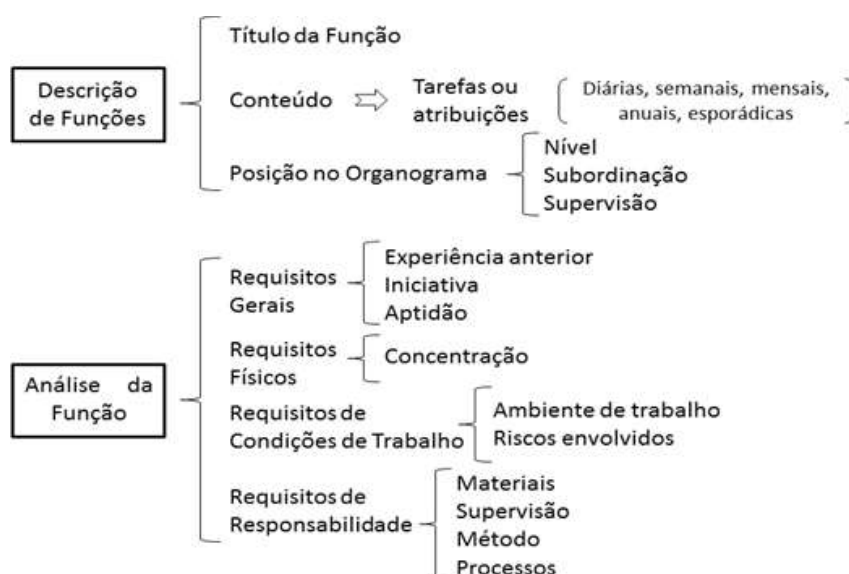 Descrição
de Funções
Título da Função
Conteúdo
Tarefas ou
atribuições
Diárias, semanais, mensais,
anuais, esporádicas
Posição no Organograma
Nível
Subordinação
Supervisão
Análise da
Função
Requisitos
Gerais
Experiência anterior
Iniciativa
Aptidão
Requisitos
Físicos
Concentração
Requisitos de
Condições de Trabalho
Ambiente de trabalho
Riscos envolvidos
Requisitos de
Responsabilidade
Materiais
Supervisão
Método
Processos